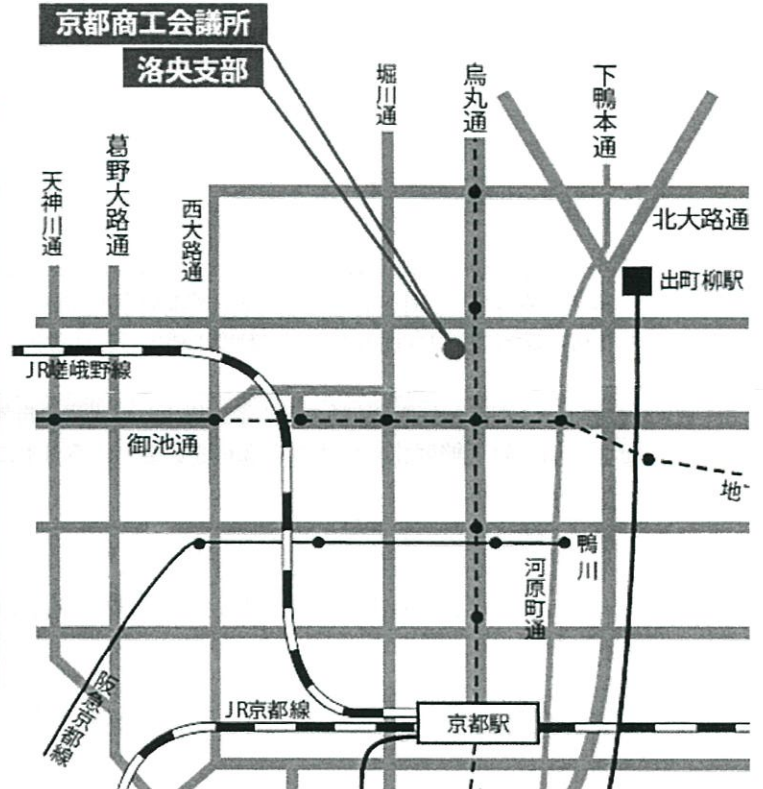 京都商工会議所
洛央支部
堀川通
烏丸通
下鴨本通
葛野大路通
天神川通
西大路通
北大路通
出町柳駅
JR嵯峨野線
御池通
地
鴨川
河原町通
阪急京都線
JR京都線
京都駅